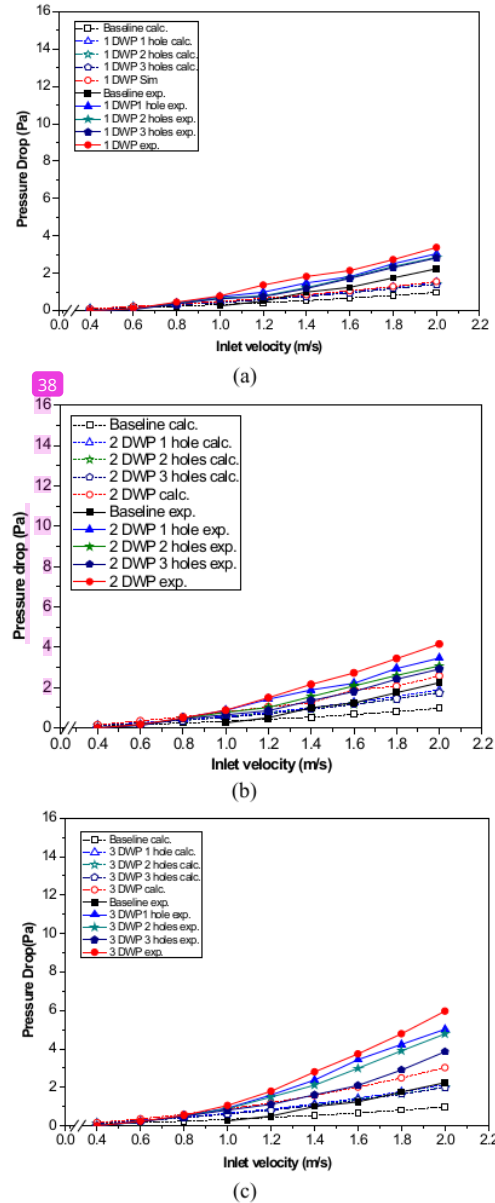 16
14
12
10
8
6
4
2
0
Pressure Drop (Pa)
Baseline calc.
1 DWP 1 hole calc.
1 DWP 2 holes calc.
1 DWP 3 holes calc.
1 DWP Sim
Baseline exp.
1 DWP1 hole exp.
1 DWP 2 holes exp.
1 DWP 3 holes exp.
1 DWP exp.
0.0 0.4 0.6 0.8 1.0 1.2 1.4 1.6 1.8 2.0 2.2
Inlet velocity (m/s)
(a)
38
16
14
12
10
8
6
4
2
0
Pressure drop (Pa)
Baseline calc.
2 DWP 1 hole calc.
2 DWP 2 holes calc.
2 DWP 3 holes calc.
2 DWP calc.
Baseline exp.
2 DWP 1 hole exp.
2 DWP 2 holes exp.
2 DWP 3 holes exp.
2 DWP exp.
0.0 0.4 0.6 0.8 1.0 1.2 1.4 1.6 1.8 2.0 2.2
Inlet velocity (m/s)
(b)
16
14
12
10
8
6
4
2
0
Pressure Drop(Pa)
Baseline calc.
3 DWP 1 hole calc.
3 DWP 2 holes calc.
3 DWP 3 holes calc.
3 DWP calc.
Baseline exp.
3 DWP1 hole exp.
3 DWP 2 holes exp.
3 DWP 3 holes exp.
3 DWP exp.
0.0 0.4 0.6 0.8 1.0 1.2 1.4 1.6 1.8 2.0 2.2
Inlet velocity (m/s)
(c)